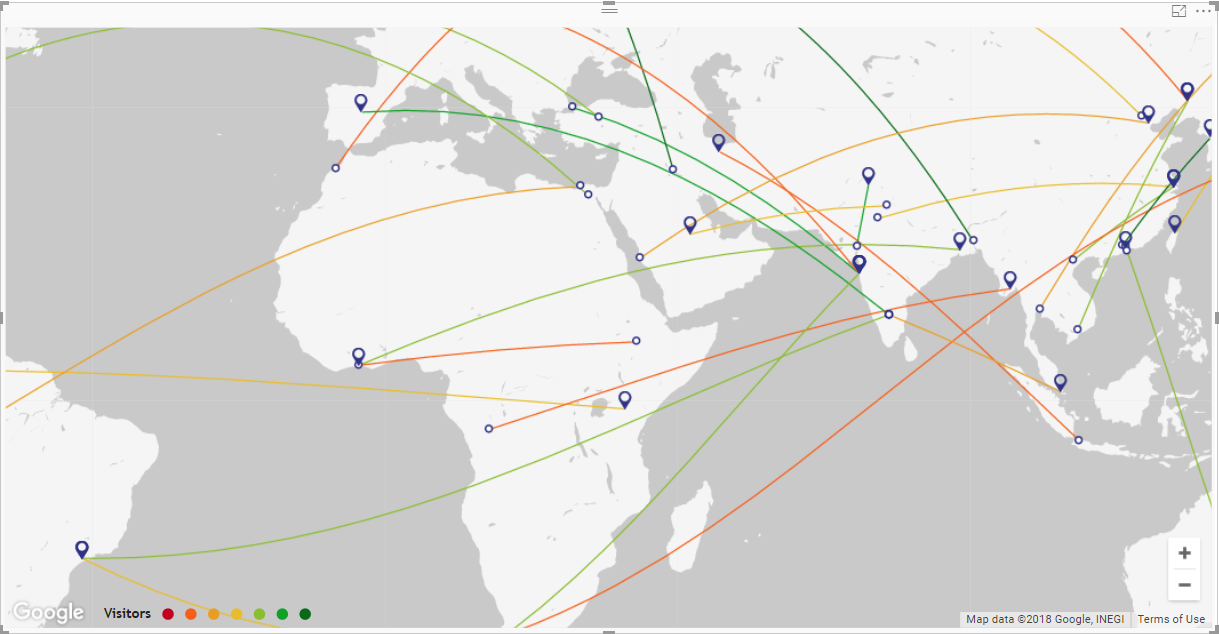 Google
Visitors
Map data ©2018 Google, INEGI
Terms of Use